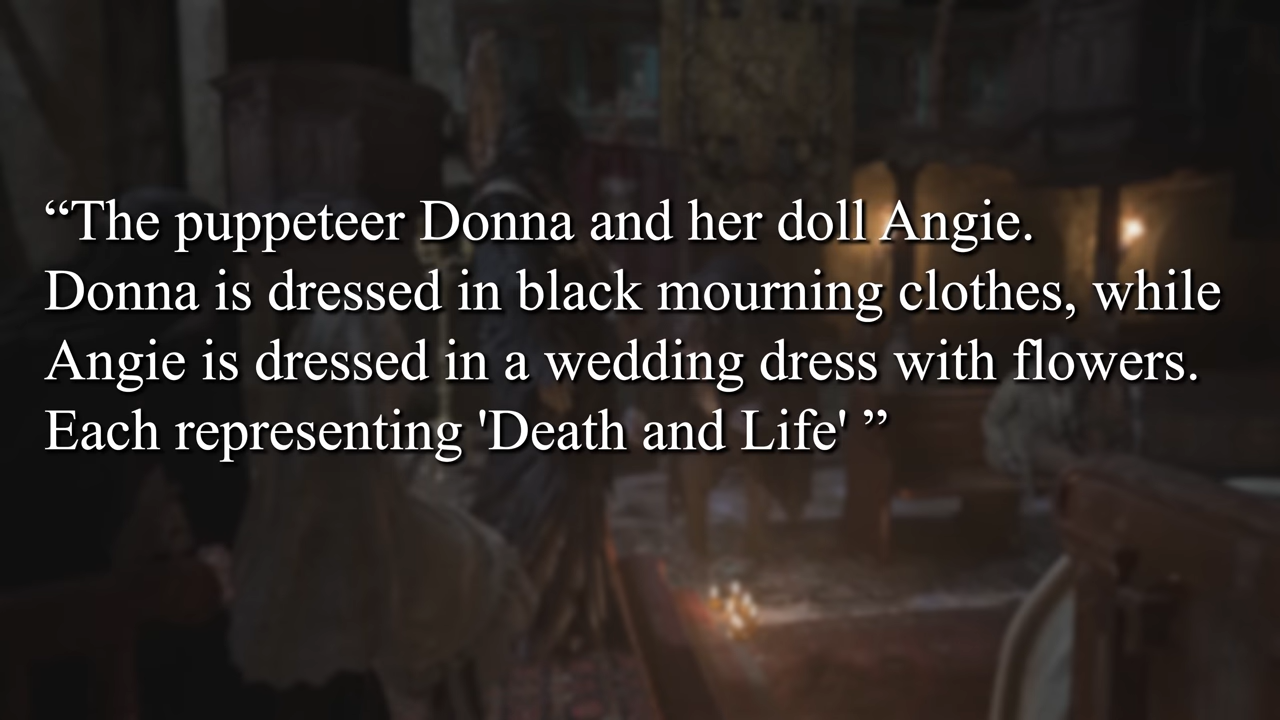 “The puppeteer Donna and her doll Angie.
Donna is dressed in black mourning clothes, while
Angie is dressed in a wedding dress with flowers.
Each representing 'Death and Life' ”